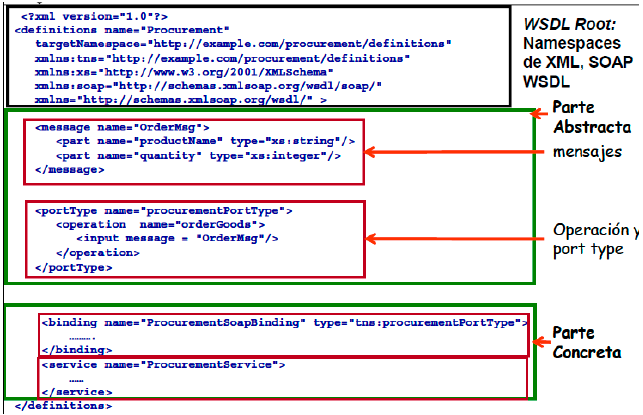 <?xml version="1.0"?>
<definitions name="Procurement"
targetNamespace="http://example.com/procurement/definitions"
xmlns:tns="http://example.com/procurement/definitions"
xmlns:xs="http://www.w3.org/2001/XMLSchema"
xmlns:soap="http://schemas.xmlsoap.org/wsdl/soap/"
xmlns="http://schemas.xmlsoap.org/wsdl/" >
WSDL Root:
Namespaces
de XML, SOAP
WSDL
Parte
Abstracta
<message name="OrderMsg">
<part name="productName" type="xs:string"/>
<part name="quantity" type="xs:integer"/>
</message>
mensajes
<portType name="procurementPortType">
<operation name="orderGoods">
<input message = "OrderMsg"/>
</operation>
</portType>
Operación y
port type
<binding name="ProcurementSoapBinding" type="tns:procurementPortType">
……….
</binding>
<service name="ProcurementService">
……
</service>
</definitions>
Parte
Concreta